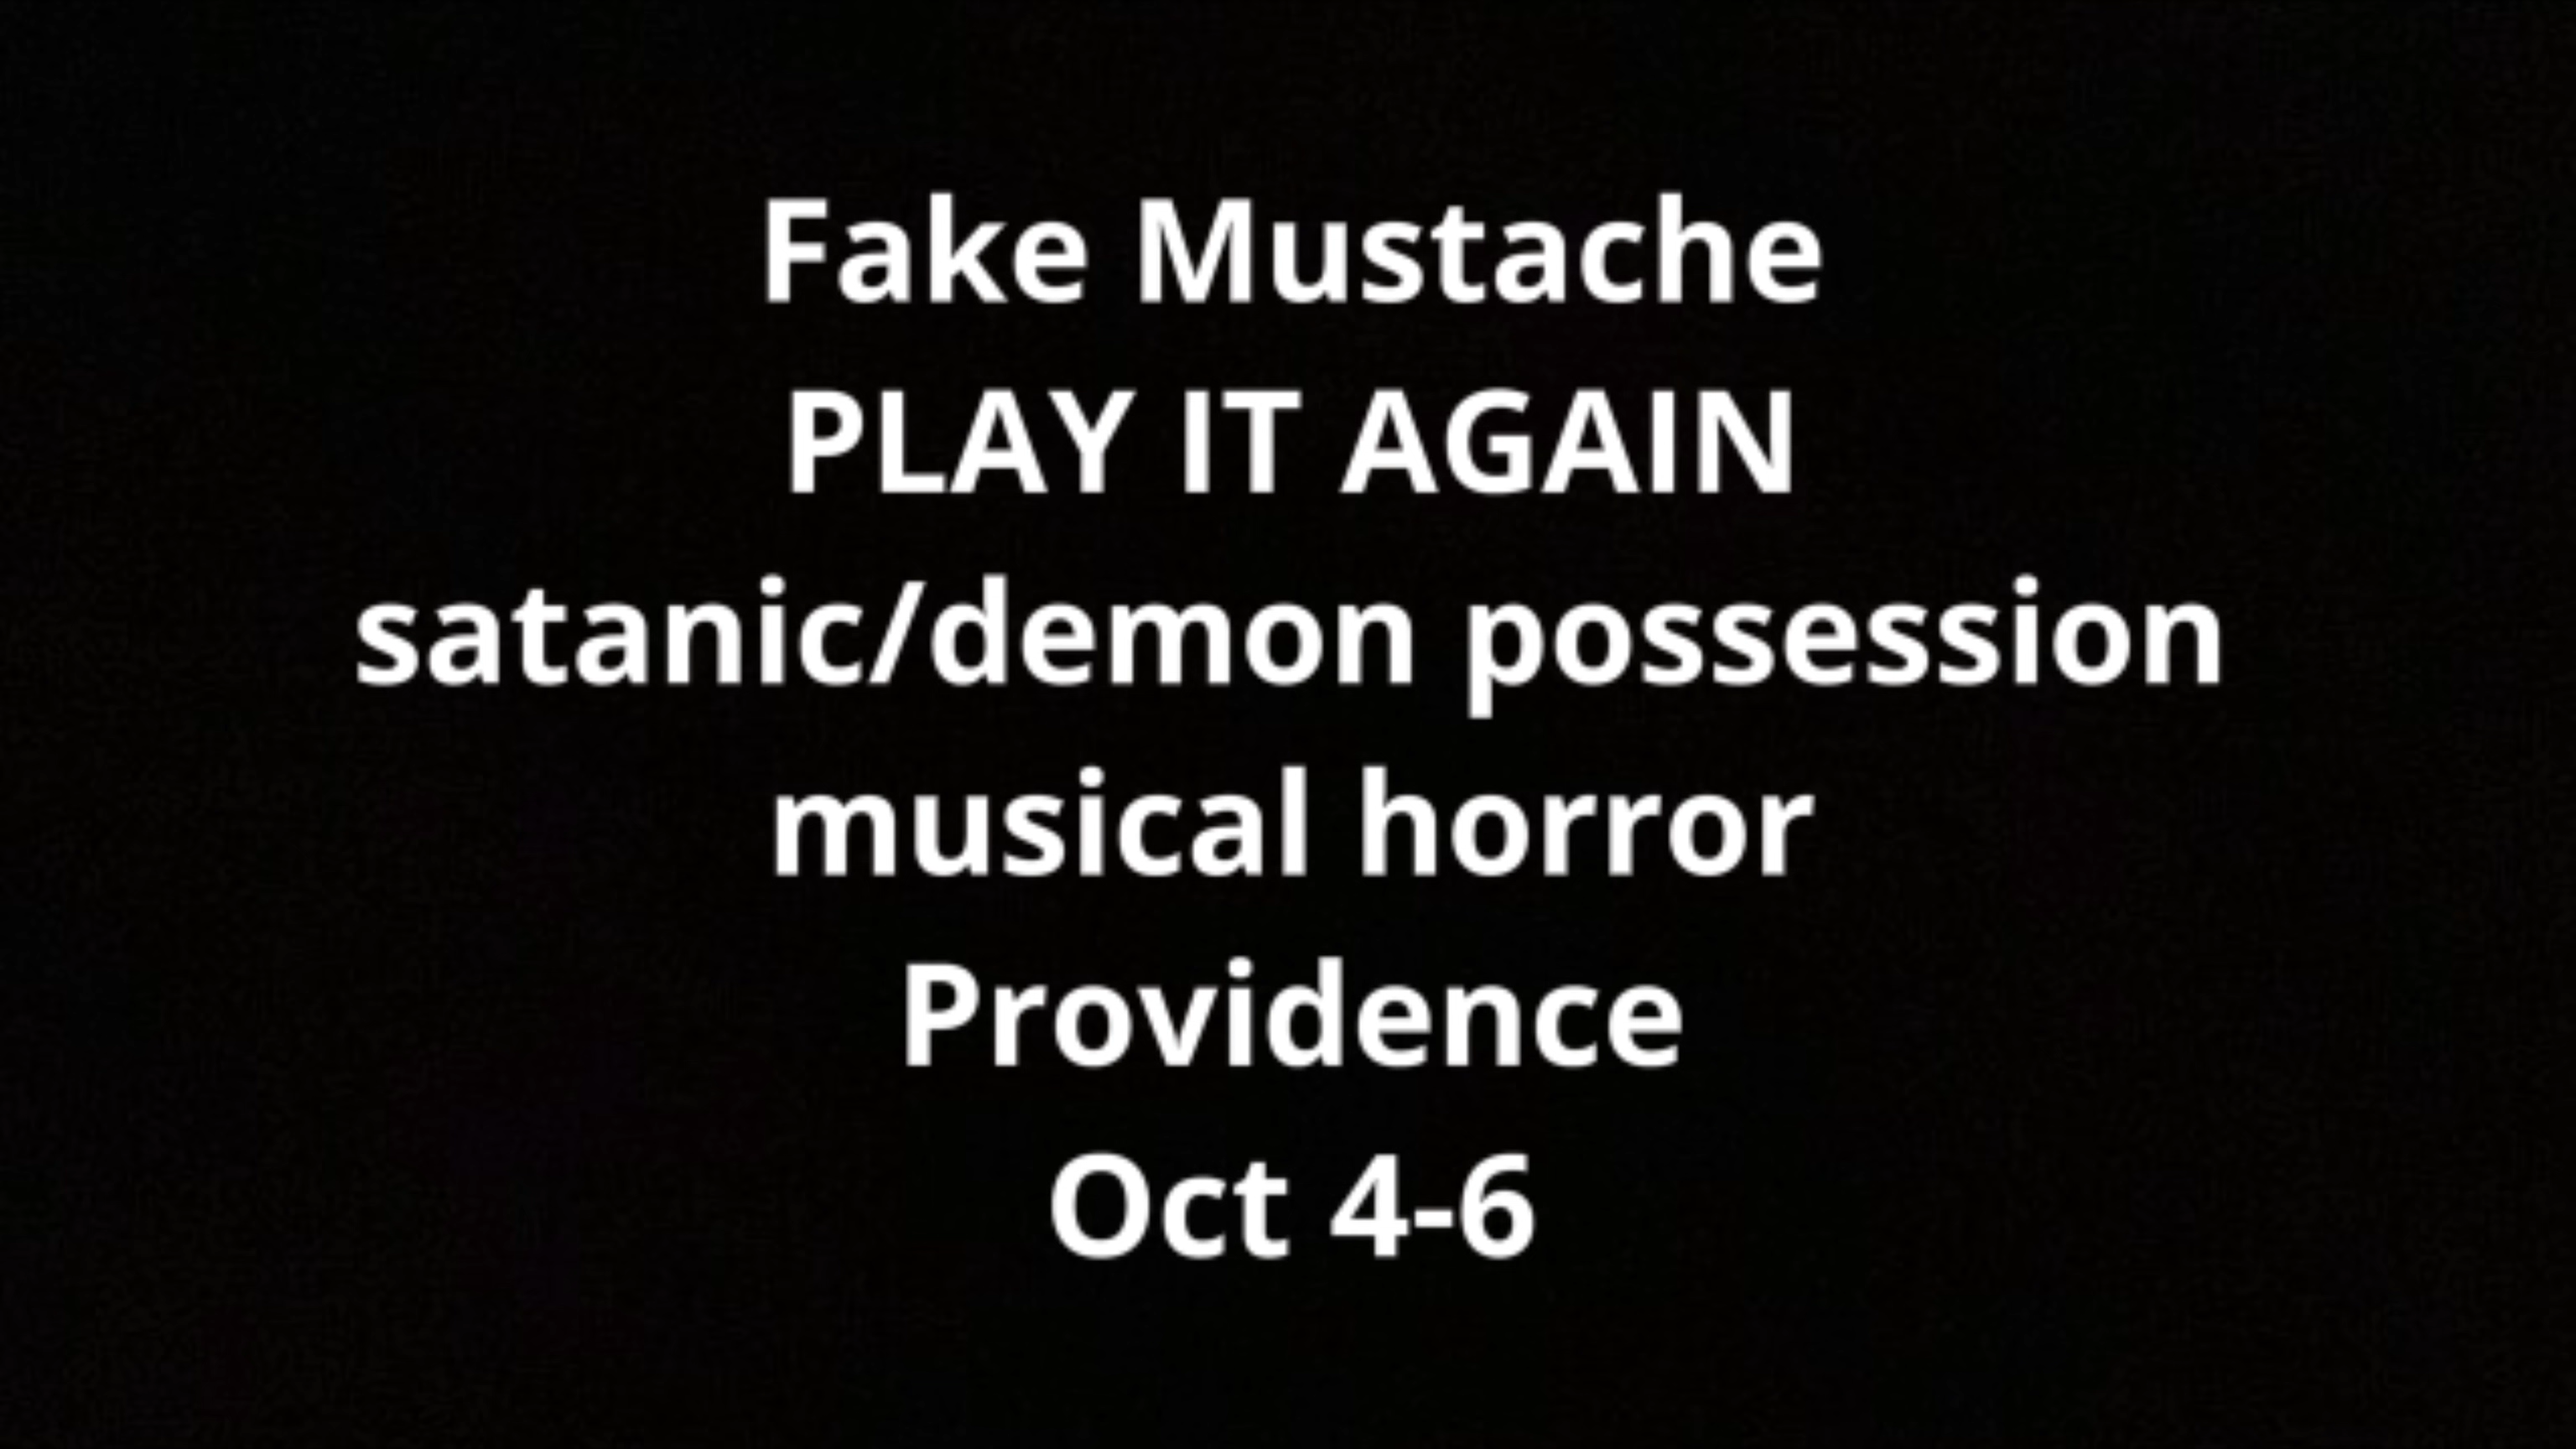 Fake Mustache
PLAY IT AGAIN
satanic/demon possession
musical horror
Providence
Oct 4-6